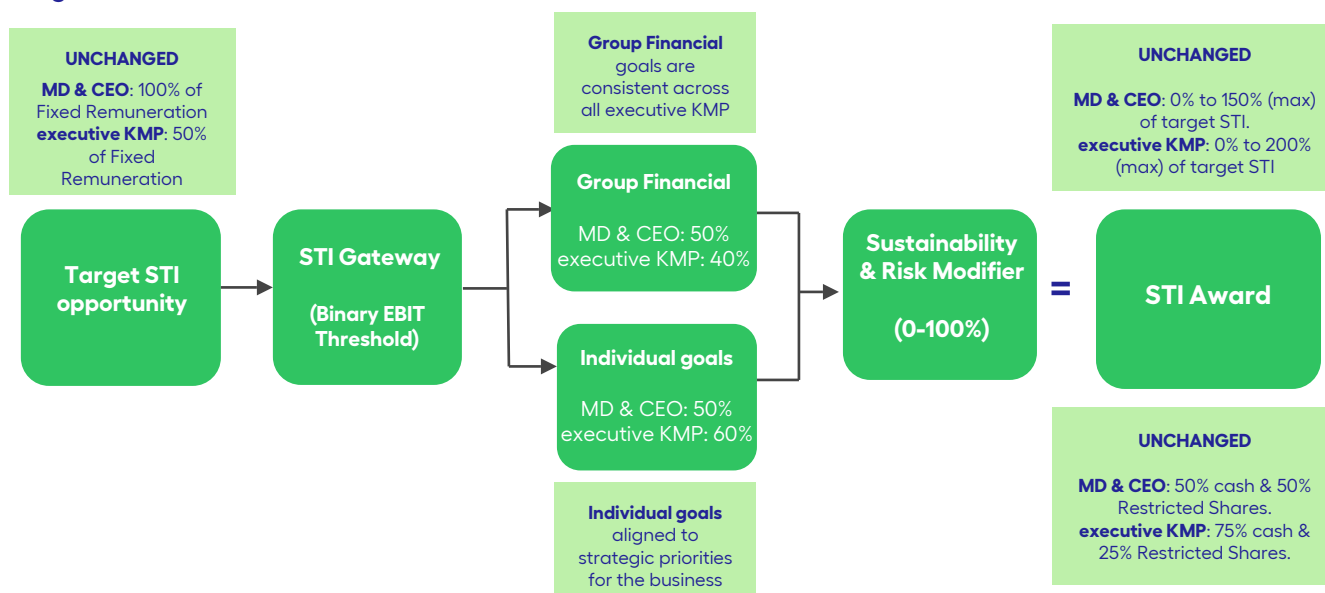 UNCHANGED
MD & CEO: 100% of
Fixed Remuneration
executive KMP: 50%
of Fixed
Remuneration
Target STI
opportunity
STI Gateway
(Binary EBIT
Threshold)
Group Financial
goals are
consistent across
all executive KMP
Group Financial
MD & CEO: 50%
executive KMP: 40%
Individual goals
MD & CEO: 50%
executive KMP: 60%
Individual goals
aligned to
strategic priorities
for the business
Sustainability
& Risk Modifier
(0-100%)
=
UNCHANGED
MD & CEO: 0% to 150% (max)
of target STI.
executive KMP: 0% to 200%
(max) of target STI
STI Award
UNCHANGED
MD & CEO: 50% cash & 50%
Restricted Shares.
executive KMP: 75% cash &
25% Restricted Shares.